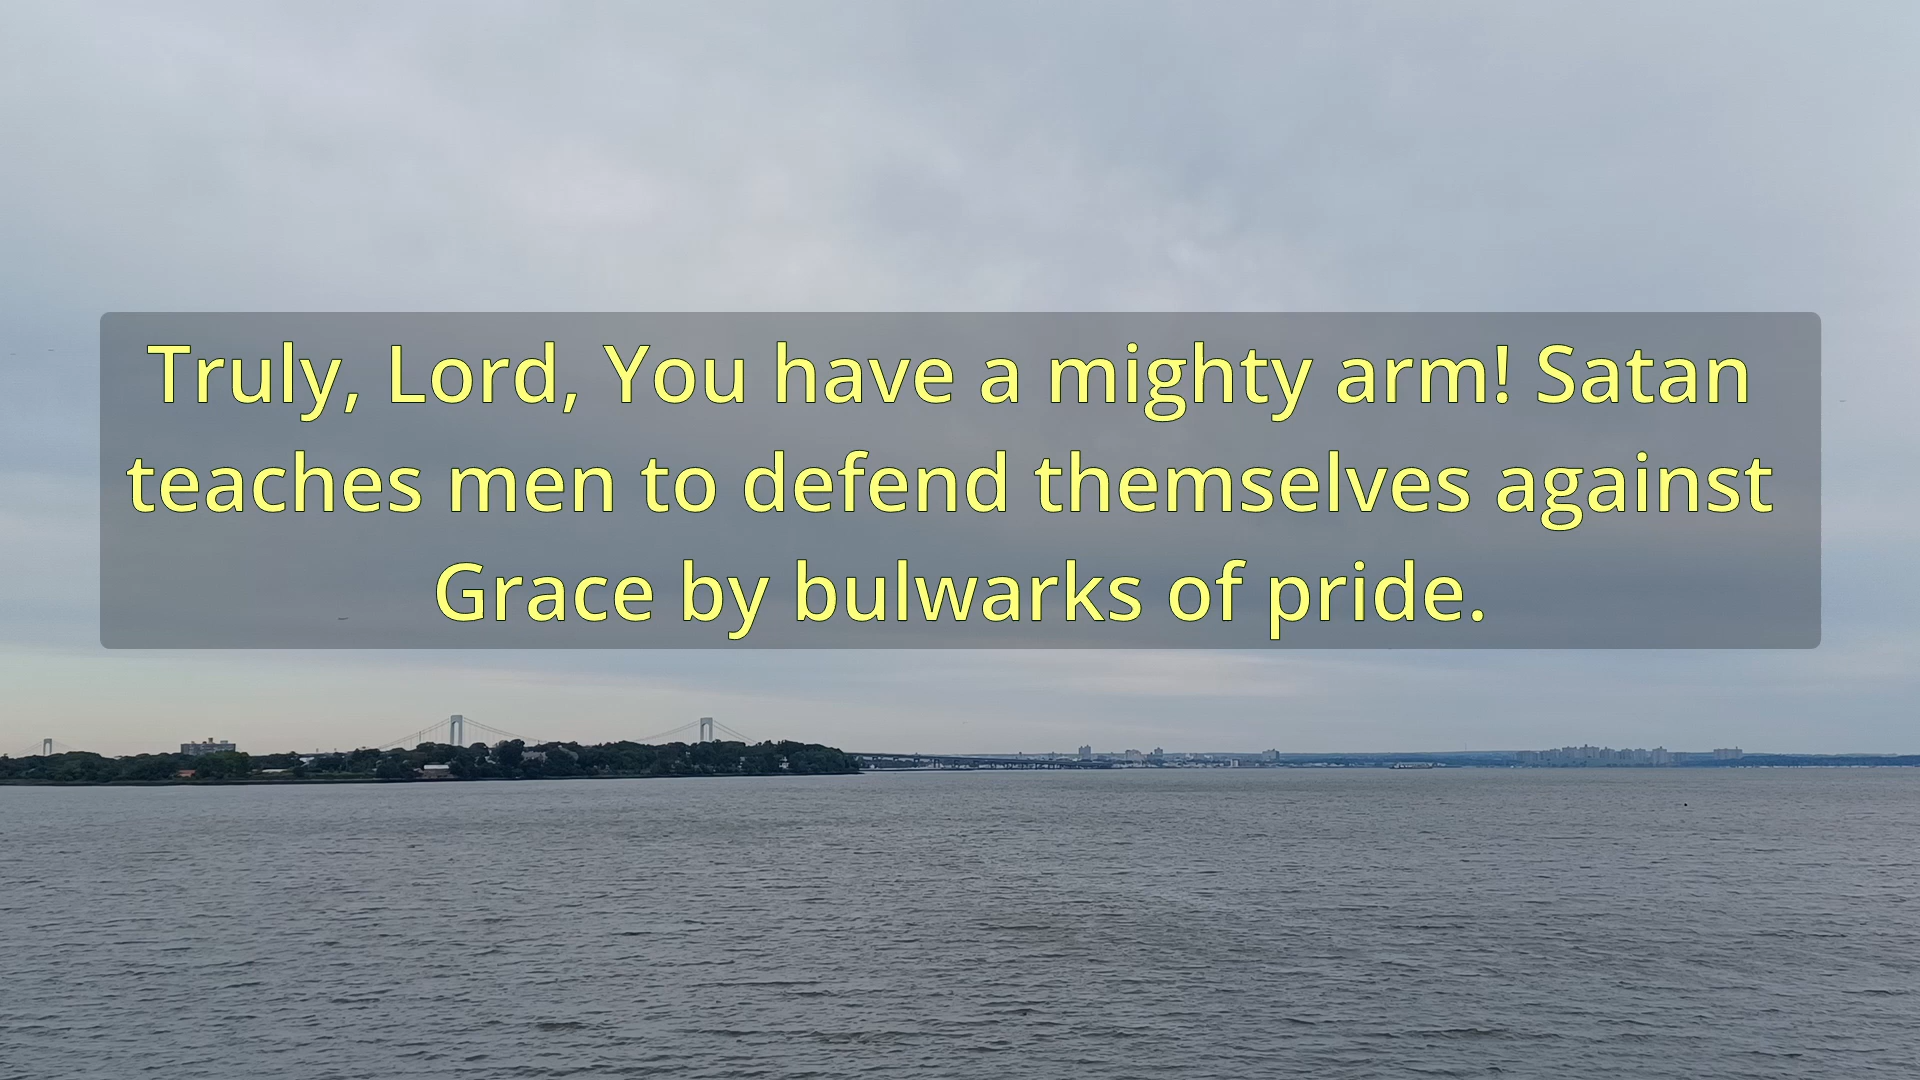 Truly, Lord, You have a mighty arm! Satan
teaches men to defend themselves against
Grace by bulwarks of pride.